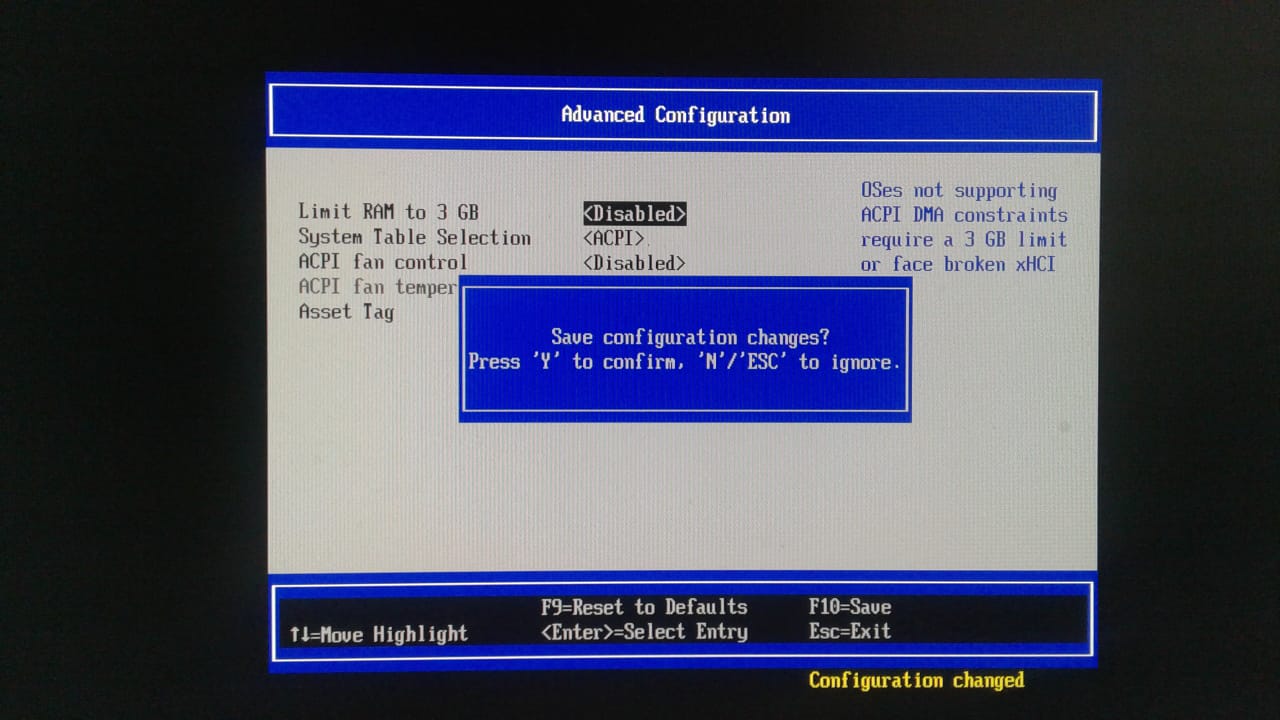 Advanced Configuration
Limit RAM to 3 GB <Disabled>
System Table Selection <ACPI>
ACPI fan control <Disabled>
ACPI fan temper
Asset Tag
OSes not supporting
ACPI DMA constraints
require a 3 GB limit
or face broken xHCI
Save configuration changes?
Press 'Y' to confirm, 'N'/'ESC' to ignore.
F9=Reset to Defaults F10=Save
↑↓=Move Highlight <Enter>=Select Entry Esc=Exit
Configuration changed